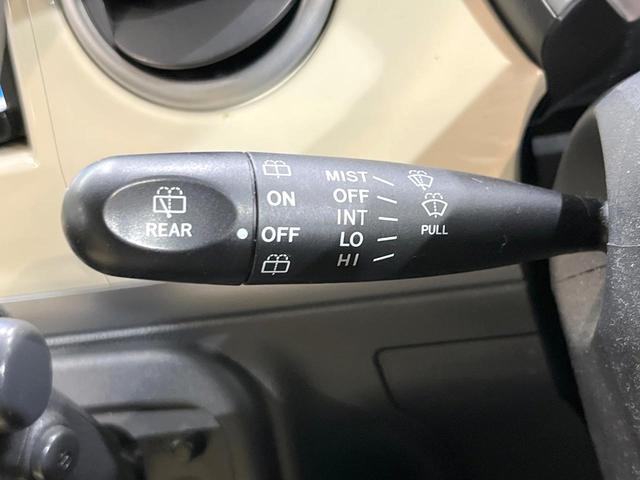 REAR
ON
OFF
MIST
OFF
INT
LO
HI
PULL